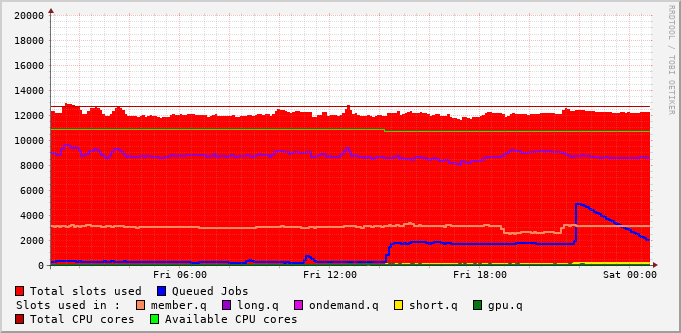 20000
18000
16000
14000
12000
10000
8000
6000
4000
2000
0
Fri 06:00 Fri 12:00 Fri 18:00 Sat 00:00
RRDTOOL / TOBI OETIKER
Total slots used Queued Jobs
Slots used in : member.q long.q ondemand.q short.q gpu.q
Total CPU cores Available CPU cores